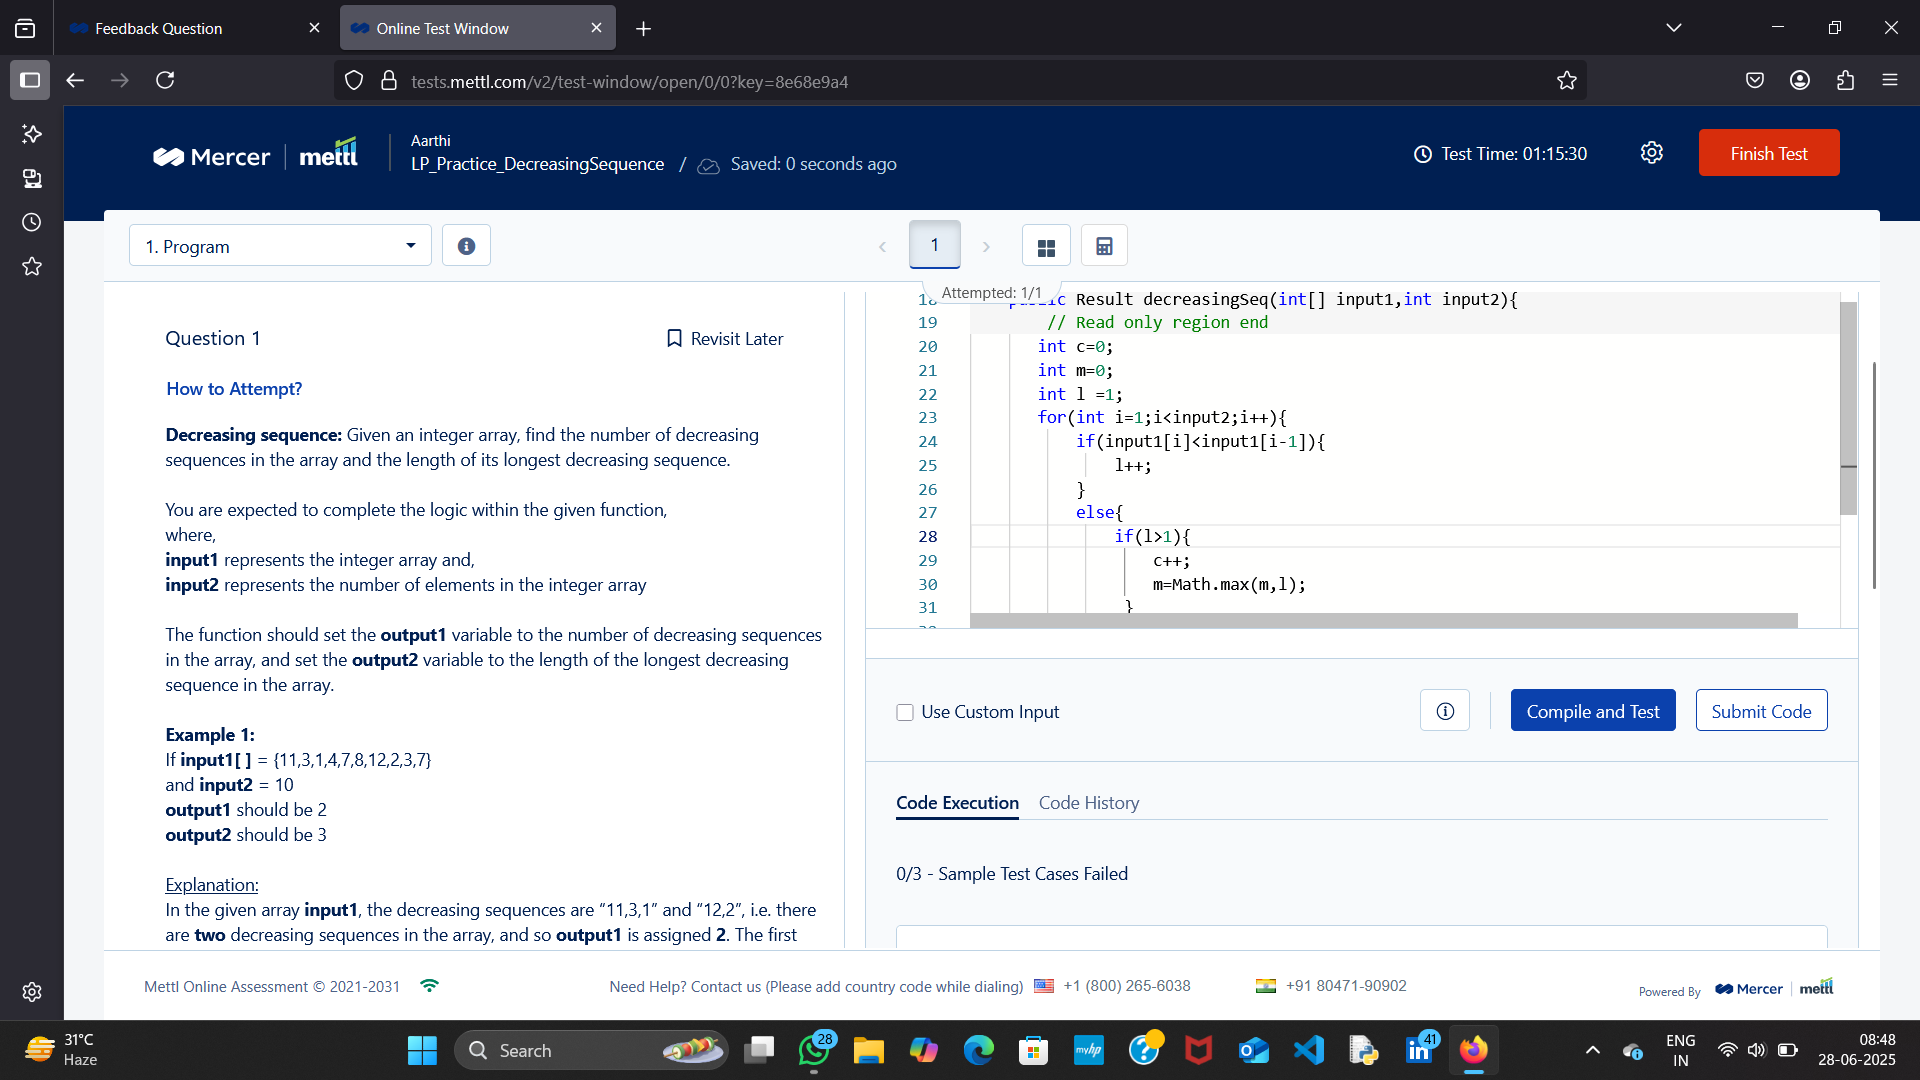 Feedback Question
Online Test Window
tests.mettl.com/v2/test-window/open/0/0?key=8e68e9a4
Mercer
mettl
Aarthi
LP_Practice_DecreasingSequence / Saved: 0 seconds ago
Test Time: 01:15:30
Finish Test
1. Program
1
Attempted: 1/1
Question 1
Revisit Later
How to Attempt?
Decreasing sequence: Given an integer array, find the number of decreasing
sequences in the array and the length of its longest decreasing sequence.
You are expected to complete the logic within the given function,
where,
input1 represents the integer array and,
input2 represents the number of elements in the integer array
The function should set the output1 variable to the number of decreasing sequences
in the array, and set the output2 variable to the length of the longest decreasing
sequence in the array.
Example 1:
If input1[ ] = {11,3,1,4,7,8,12,2,3,7}
and input2 = 10
output1 should be 2
output2 should be 3
Explanation:
In the given array input1, the decreasing sequences are “11,3,1” and “12,2”, i.e. there
are two decreasing sequences in the array, and so output1 is assigned 2. The first
18 public Result decreasingSeq(int[] input1,int input2){
19 // Read only region end
20 int c=0;
21 int m=0;
22 int l =1;
23 for(int i=1;i<input2;i++){
24 if(input1[i]<input1[i-1]){
25 l++;
26 }
27 else{
28 if(l>1){
29 c++;
30 m=Math.max(m,l);
31 }
Use Custom Input
Compile and Test
Submit Code
Code Execution
Code History
0/3 - Sample Test Cases Failed
Mettl Online Assessment © 2021-2031
Need Help? Contact us (Please add country code while dialing)
+1 (800) 265-6038
+91 80471-90902
Powered By
Mercer
mettl
31°C
Haze
Search
28
myhp
41
ENG
IN
08:48
28-06-2025